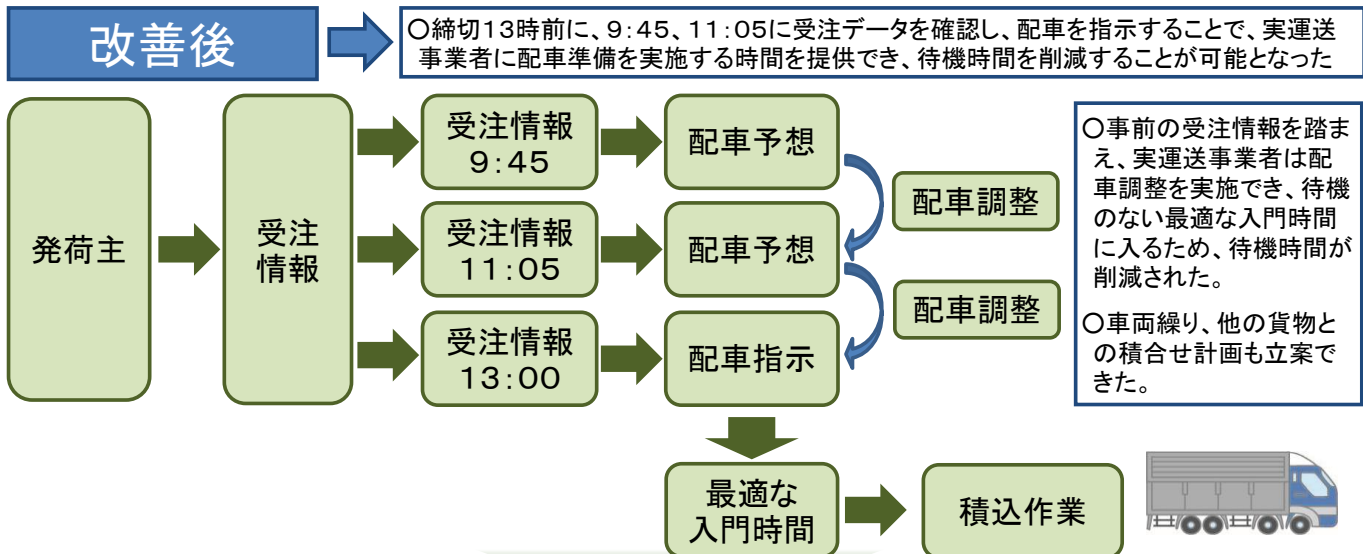 改善後
○締切13時前に、9:45、11:05に受注データを確認し、配車を指示することで、実運送
事業者に配車準備を実施する時間を提供でき、待機時間を削減することが可能となった
発荷主
受注
情報
受注情報
9:45
配車予想
受注情報
11:05
配車予想
受注情報
13:00
配車指示
配車調整
配車調整
○事前の受注情報を踏ま
え、実運送事業者は配
車調整を実施でき、待機
のない最適な入門時間
に入るため、待機時間が
削減された。
○車両繰り、他の貨物と
の積合せ計画も立案で
きた。
最適な
入門時間
積込作業